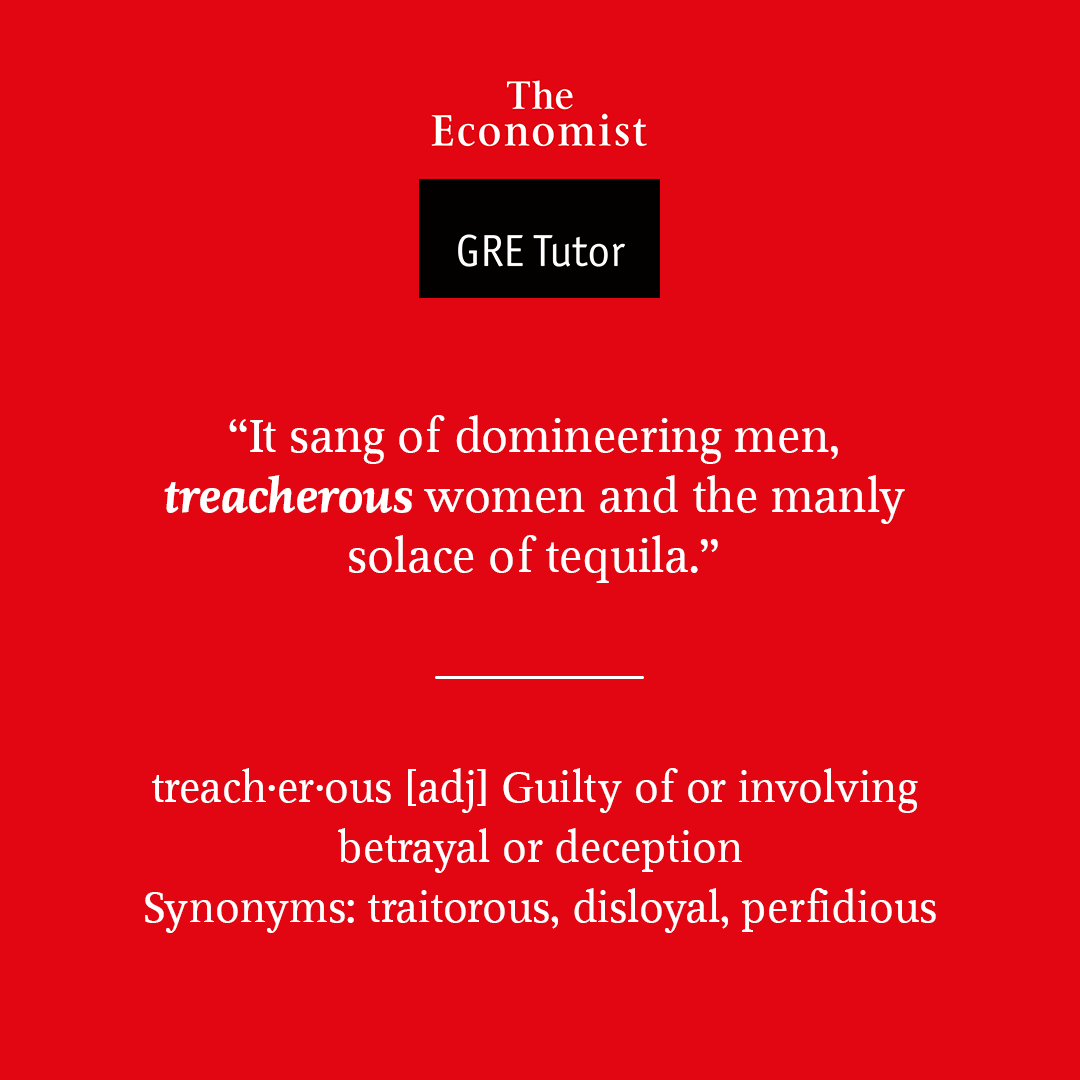 The
Economist
GRE Tutor
“It sang of domineering men,
treacherous women and the manly
solace of tequila.”
treach·er·ous [adj] Guilty of or involving
betrayal or deception
Synonyms: traitorous, disloyal, perfidious